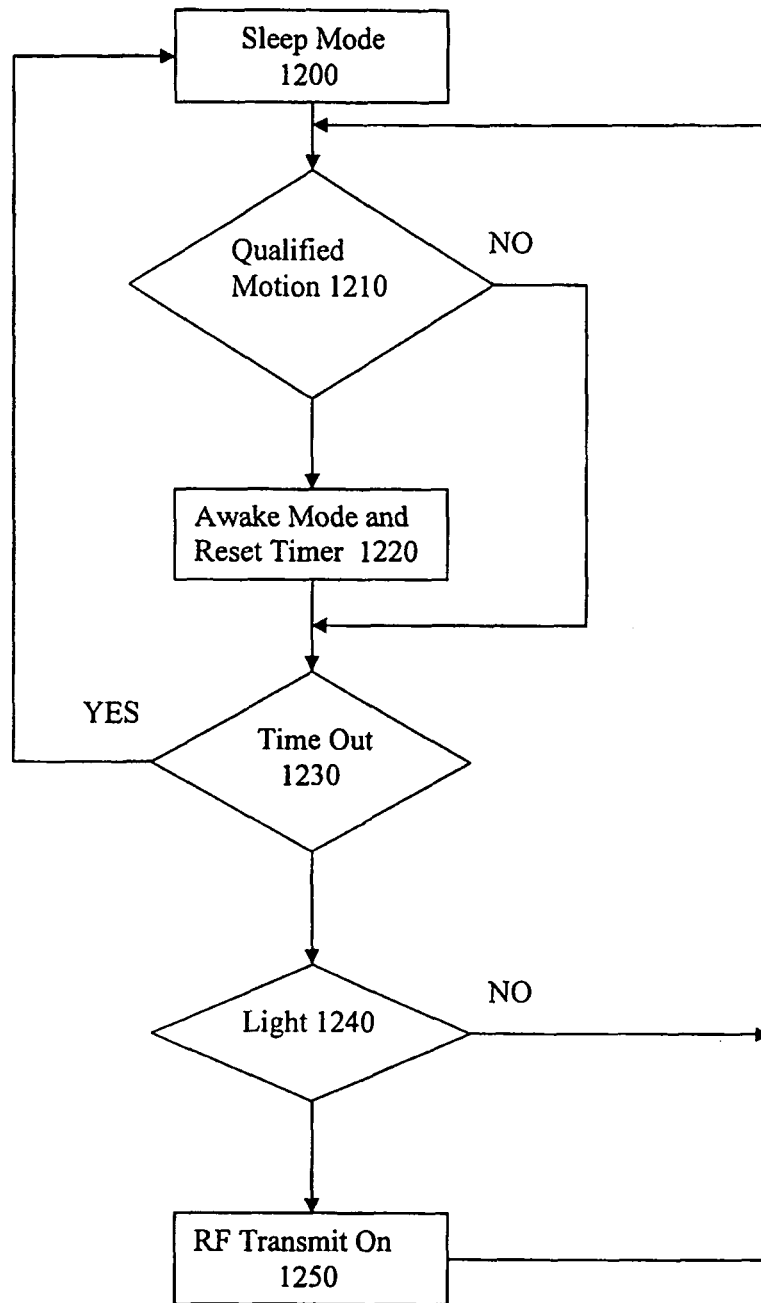 Sleep Mode
1200
Qualified
Motion 1210
NO
Awake Mode and
Reset Timer 1220
YES
Time Out
1230
Light 1240
NO
RF Transmit On
1250